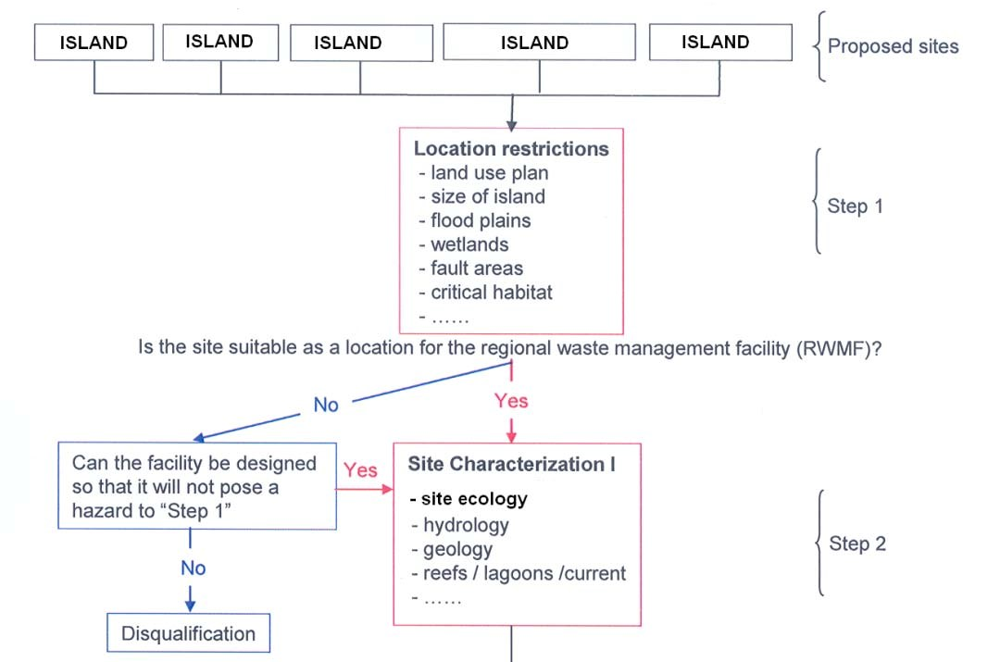 ISLAND ISLAND ISLAND ISLAND ISLAND
Proposed sites
Location restrictions
- land use plan
- size of island
- flood plains
- wetlands
- fault areas
- critical habitat
- ......
Step 1
Is the site suitable as a location for the regional waste management facility (RWMF)?
No
Yes
Can the facility be designed
so that it will not pose a
hazard to “Step 1”
Yes
Site Characterization I
- site ecology
- hydrology
- geology
- reefs / lagoons /current
- ......
Step 2
No
Disqualification